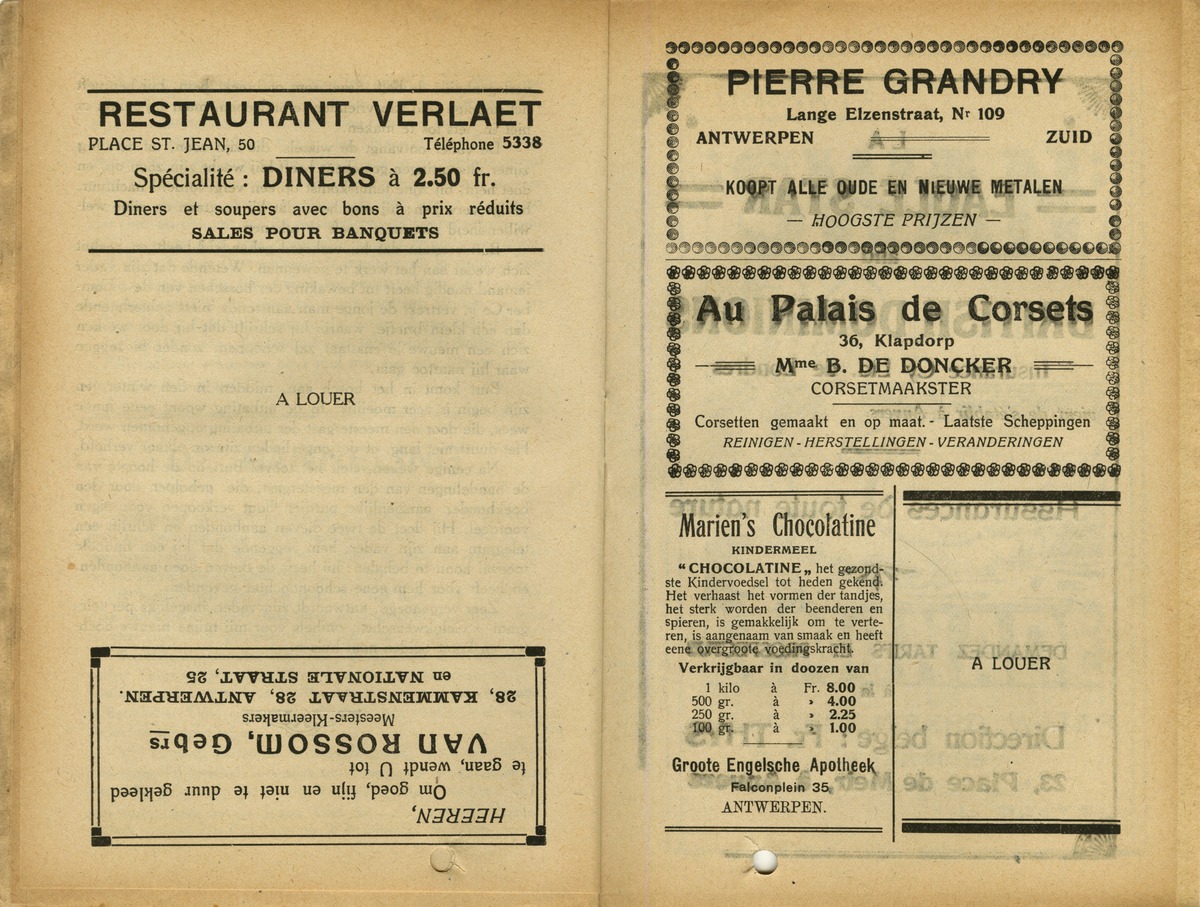 RESTAURANT VERLAET
PLACE ST. JEAN, 50 Téléphone 5338
Spécialité : DINERS à 2.50 fr.
Diners et soupers avec bons à prix réduits
SALES POUR BANQUETS
A LOUER
HEEREN,
Om goed, fijn en niet te duur gekleed
te gaan, wendt U tot
VAN ROSSOM, Gebrs
Meesters-Kleermakers
28, KAMMENSTRAAT 28, ANTWERPEN.
en NATIONALE STRAAT, 25
PIERRE GRANDRY
Lange Elzenstraat, Nr 109
ANTWERPEN ZUID
KOOPT ALLE OUDE EN NIEUWE METALEN
— HOOGSTE PRIJZEN —
Au Palais de Corsets
36, Klapdorp
Mme B. DE DONCKER
CORSETMAAKSTER
Corsetten gemaakt en op maat. - Laatste Scheppingen
REINIGEN - HERSTELLINGEN - VERANDERINGEN
Marien's Chocolatine
KINDERMEEL
"CHOCOLATINE„ het gezond-
ste Kindervoedsel tot heden gekend.
Het verhaast het vormen der tandjes,
het sterk worden der beenderen en
spieren, is gemakkelijk om te verte-
ren, is aangenaam van smaak en heeft
eene overgroote voedingskracht.
Verkrijgbaar in doozen van
1 kilo à Fr. 8.00
500 gr. à » 4.00
250 gr. à » 2.25
100 gr. à » 1.00
Groote Engelsche Apotheek
Falconplein 35,
ANTWERPEN.
A LOUER